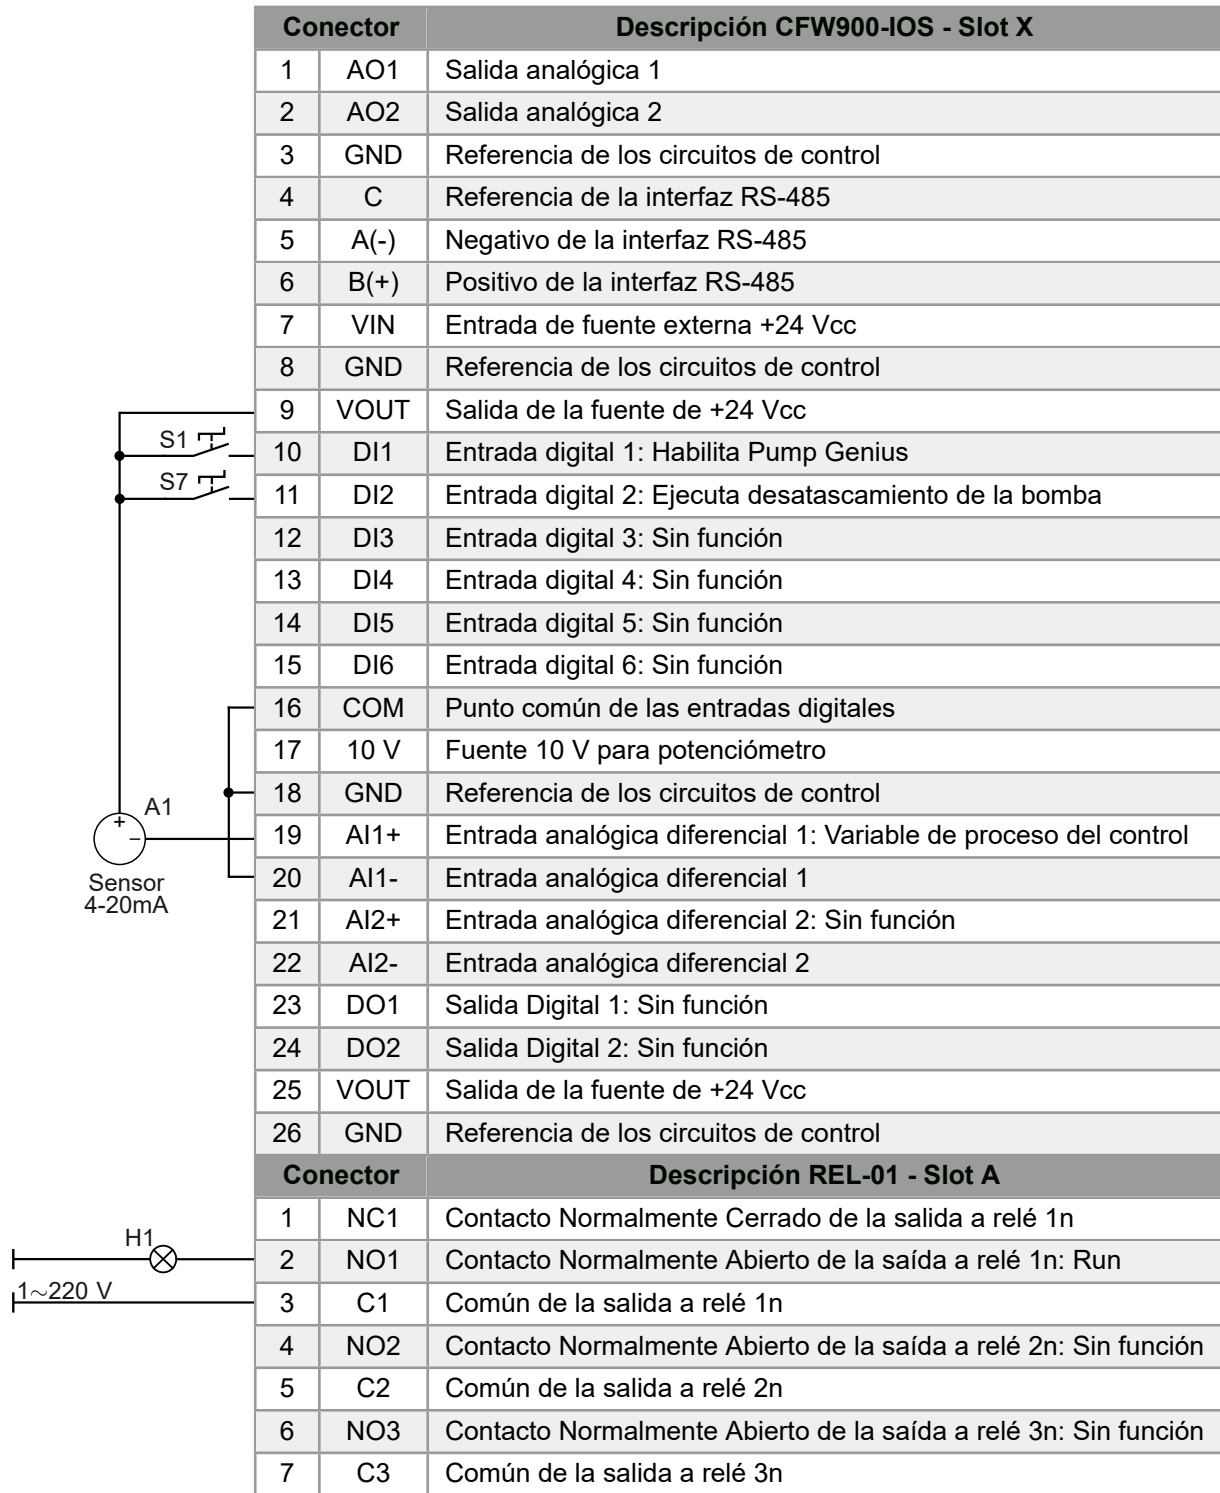 Conector Descripción CFW900-IOS - Slot X
1 AO1 Salida analógica 1
2 AO2 Salida analógica 2
3 GND Referencia de los circuitos de control
4 C Referencia de la interfaz RS-485
5 A(-) Negativo de la interfaz RS-485
6 B(+) Positivo de la interfaz RS-485
7 VIN Entrada de fuente externa +24 Vcc
8 GND Referencia de los circuitos de control
9 VOUT Salida de la fuente de +24 Vcc
S1 10 DI1 Entrada digital 1: Habilita Pump Genius
S7 11 DI2 Entrada digital 2: Ejecuta desatascamiento de la bomba
12 DI3 Entrada digital 3: Sin función
13 DI4 Entrada digital 4: Sin función
14 DI5 Entrada digital 5: Sin función
15 DI6 Entrada digital 6: Sin función
16 COM Punto común de las entradas digitales
17 10 V Fuente 10 V para potenciómetro
18 GND Referencia de los circuitos de control
A1
+ − 19 AI1+ Entrada analógica diferencial 1: Variable de proceso del control
Sensor 20 AI1- Entrada analógica diferencial 1
4-20mA
21 AI2+ Entrada analógica diferencial 2: Sin función
22 AI2- Entrada analógica diferencial 2
23 DO1 Salida Digital 1: Sin función
24 DO2 Salida Digital 2: Sin función
25 VOUT Salida de la fuente de +24 Vcc
26 GND Referencia de los circuitos de control
Conector Descripción REL-01 - Slot A
1 NC1 Contacto Normalmente Cerrado de la salida a relé 1n
H1 2 NO1 Contacto Normalmente Abierto de la saída a relé 1n: Run
1~220 V 3 C1 Común de la salida a relé 1n
4 NO2 Contacto Normalmente Abierto de la saída a relé 2n: Sin función
5 C2 Común de la salida a relé 2n
6 NO3 Contacto Normalmente Abierto de la saída a relé 3n: Sin función
7 C3 Común de la salida a relé 3n